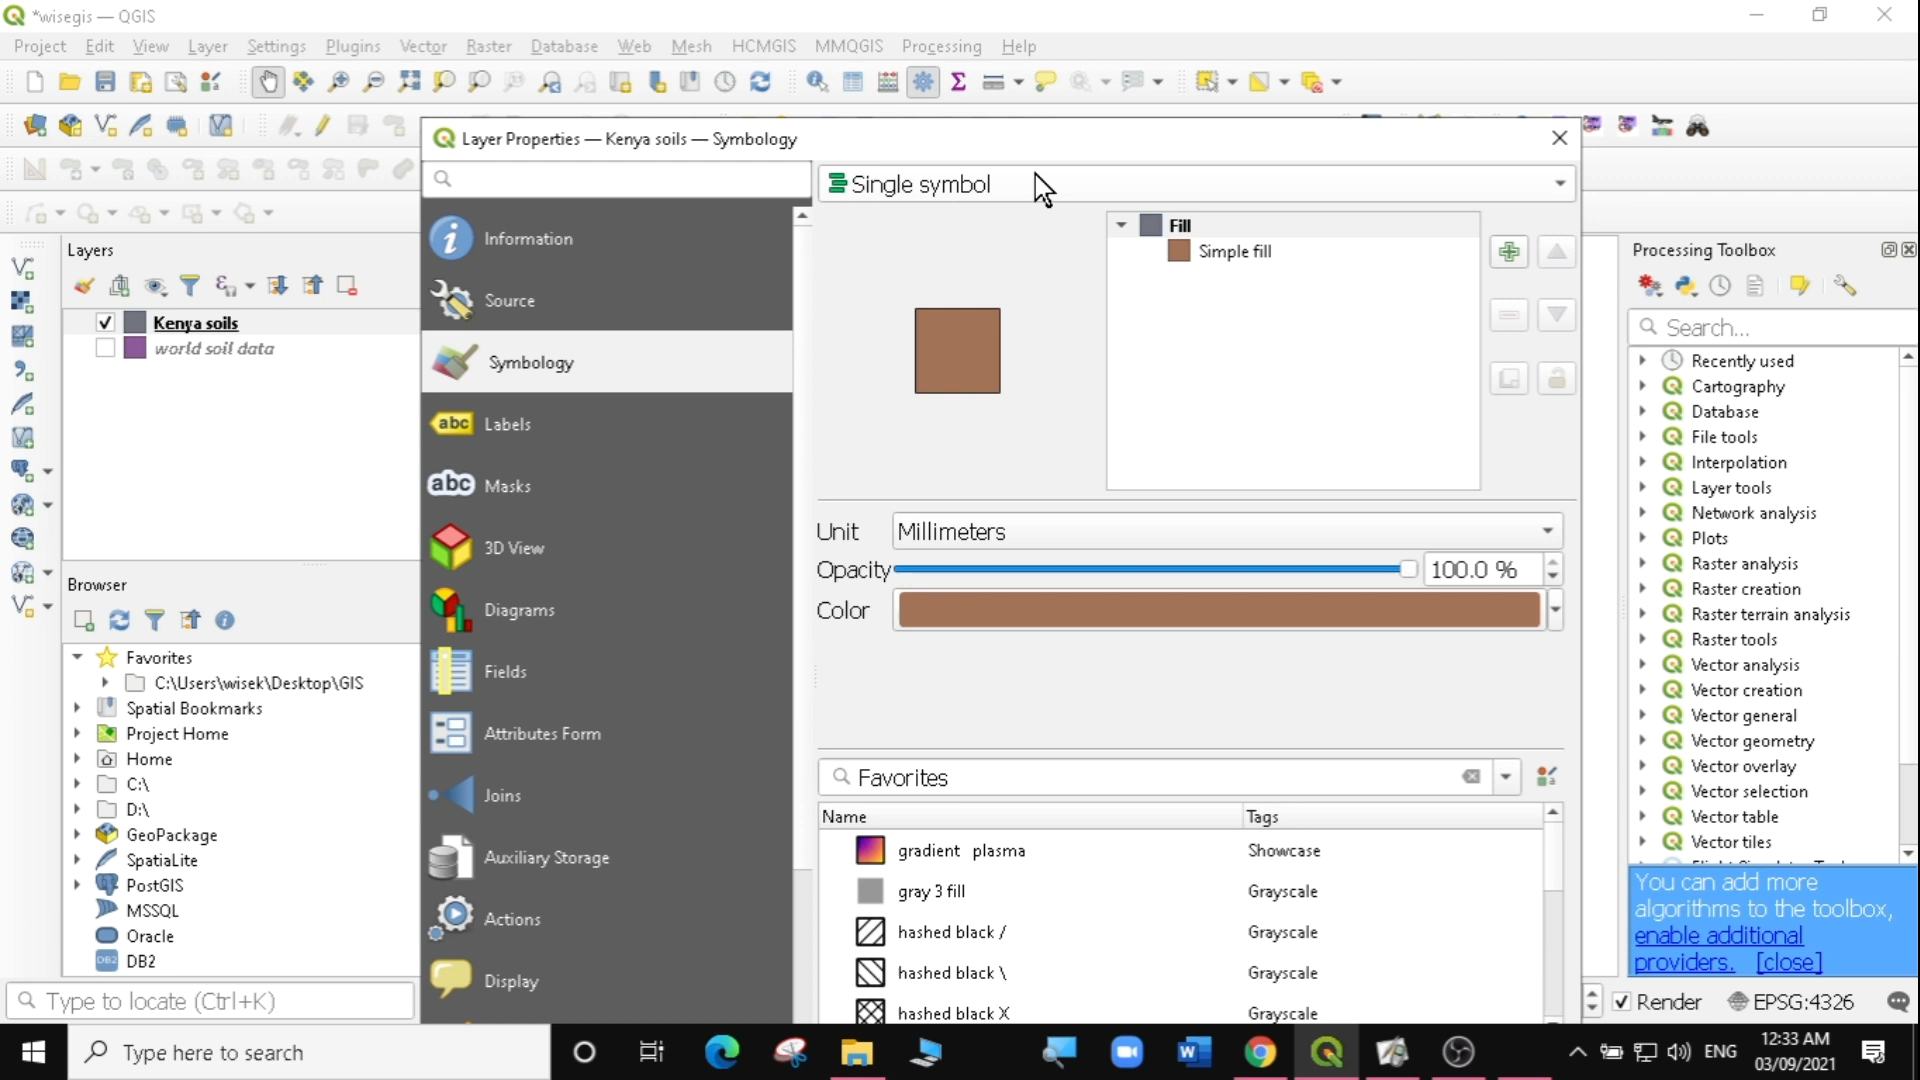 *wisegis — QGIS
Project Edit View Layer Settings Plugins Vector Raster Database Web Mesh HCMGIS MMQGIS Processing Help
Layer Properties — Kenya soils — Symbology
Single symbol
Fill
Simple fill
Information
Source
Symbology
abc Labels
abc Masks
3D View
Diagrams
Fields
Attributes Form
Joins
Auxiliary Storage
Actions
Display
Unit Millimeters
Opacity 100.0 %
Color
Favorites
Name Tags
gradient plasma Showcase
gray 3 fill Grayscale
hashed black / Grayscale
hashed black \ Grayscale
hashed black X Grayscale
Layers
Kenya soils
world soil data
Browser
Favorites
C:\Users\wisek\Desktop\GIS
Spatial Bookmarks
Project Home
Home
C:\
D:\
GeoPackage
SpatiaLite
PostGIS
MSSQL
Oracle
DB2 DB2
Type to locate (Ctrl+K)
Processing Toolbox
Search...
Recently used
Cartography
Database
File tools
Interpolation
Layer tools
Network analysis
Plots
Raster analysis
Raster creation
Raster terrain analysis
Raster tools
Vector analysis
Vector creation
Vector general
Vector geometry
Vector overlay
Vector selection
Vector table
Vector tiles
You can add more
algorithms to the toolbox,
enable additional
providers. [close]
Render EPSG:4326
Type here to search
ENG
12:33 AM
03/09/2021